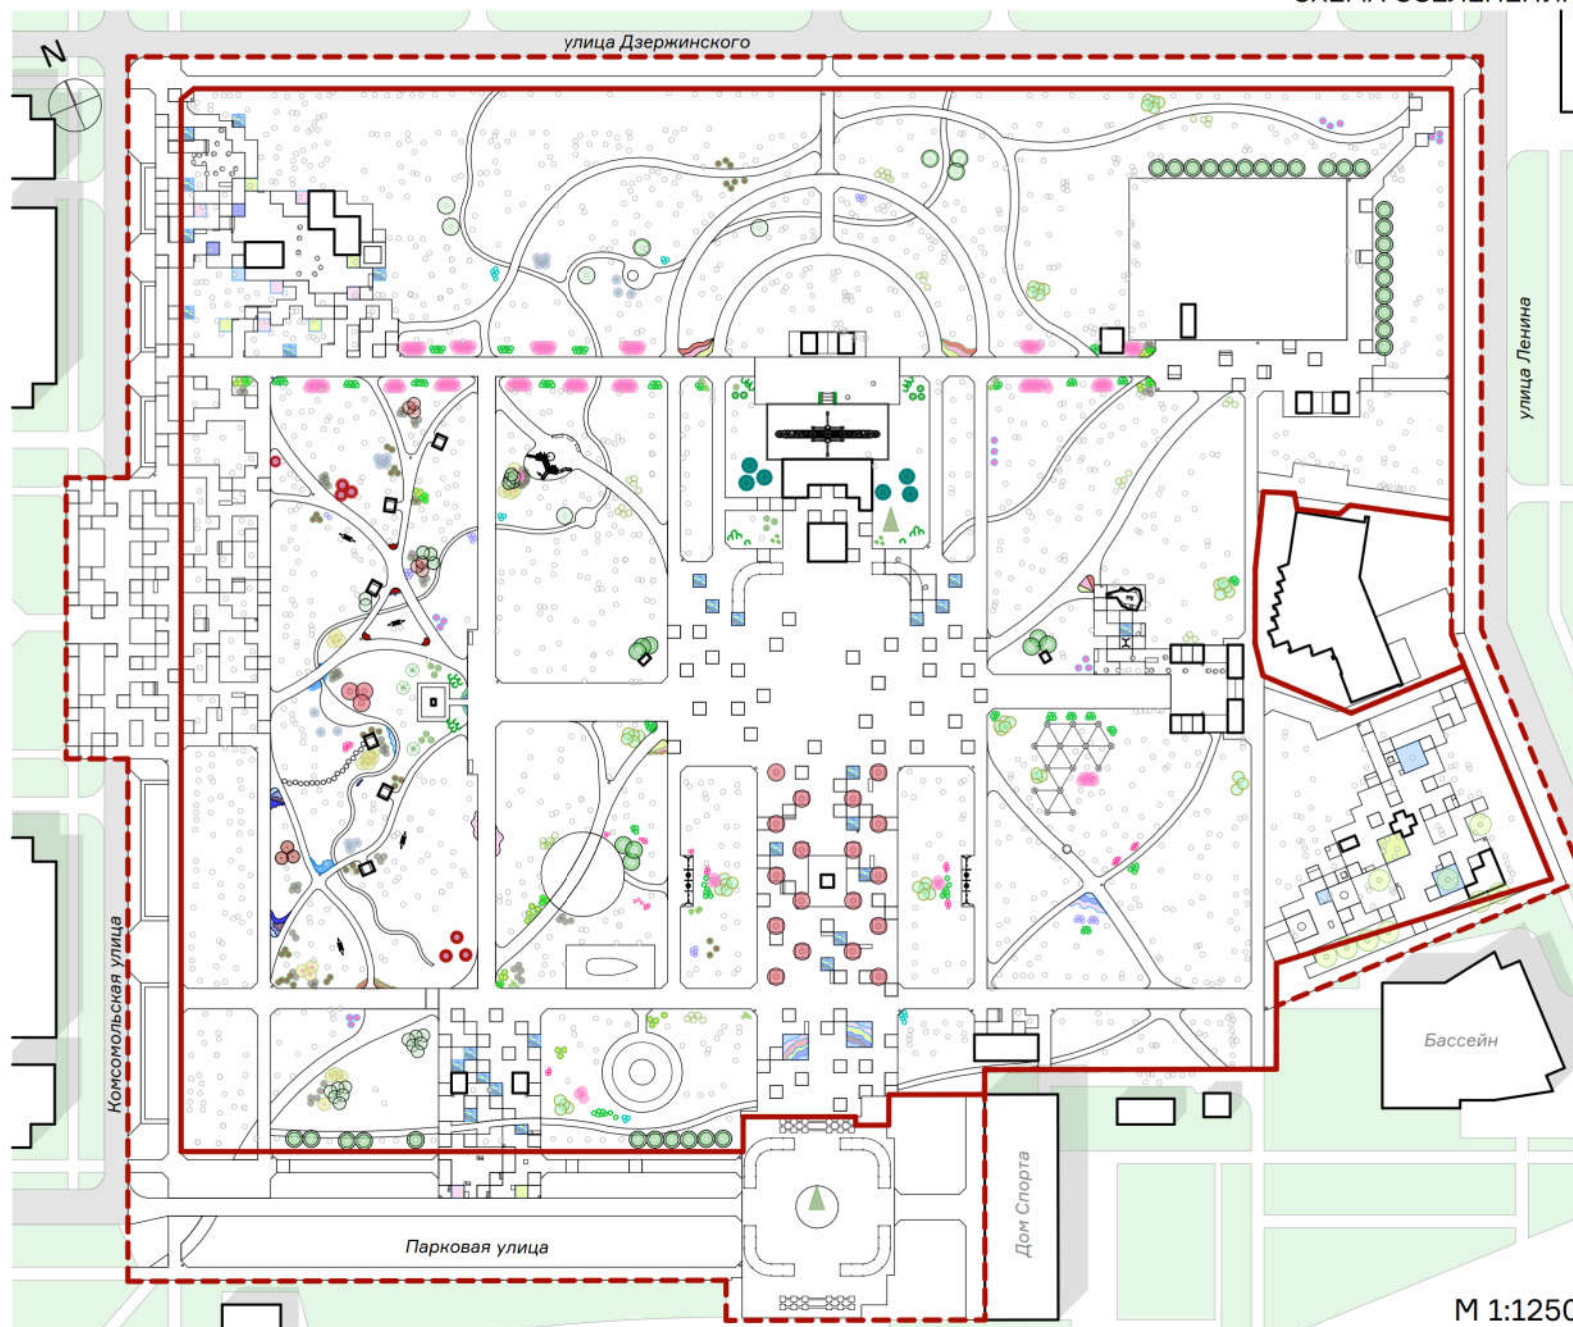 улица Дзержинского
N
улица Ленина
Комсомольская улица
Бассейн
Дом Спорта
Парковая улица
М 1:1250